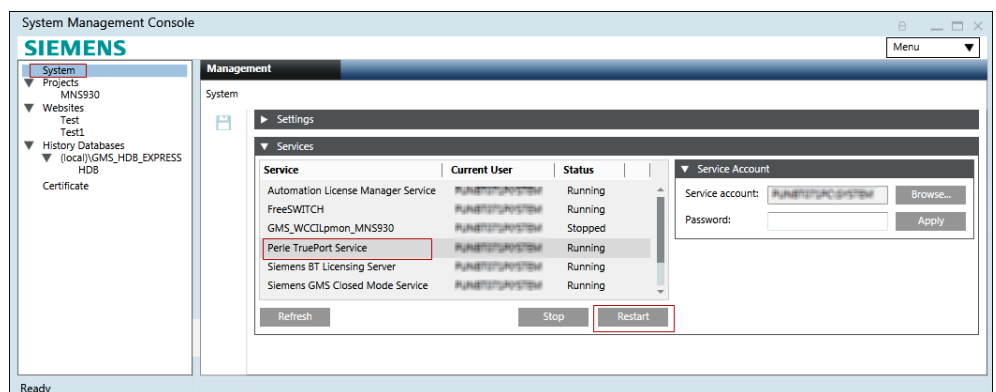 System Management Console
SIEMENS
Menu
System
Projects
MNS930
Websites
Test
Test1
History Databases
(local)\GMS_HDB_EXPRESS
HDB
Certificate
Management
System
Settings
Services
Service Current User Status
Automation License Manager Service Running
FreeSWITCH Running
GMS_WCCILpmon_MNS930 Stopped
Perle TruePort Service Running
Siemens BT Licensing Server Running
Siemens GMS Closed Mode Service Running
Refresh Stop Restart
Service Account
Service account: Browse...
Password: Apply
Ready